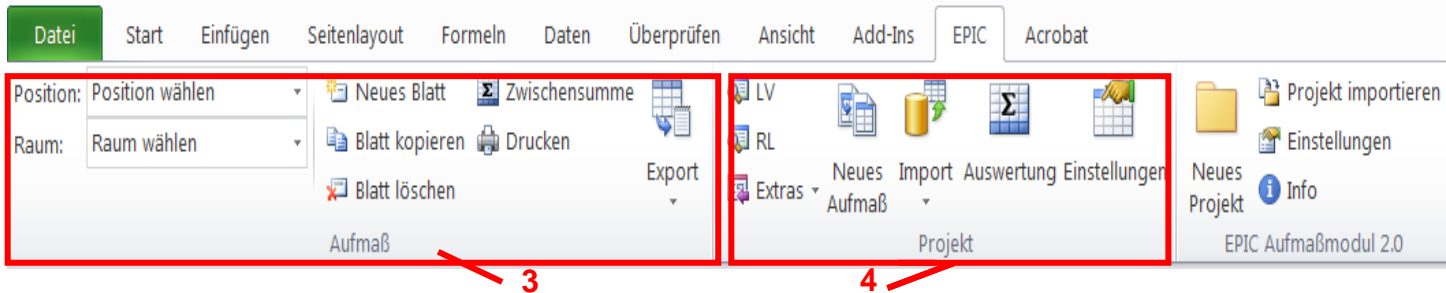 Datei Start Einfügen Seitenlayout Formeln Daten Überprüfen Ansicht Add-Ins EPIC Acrobat
Position: Position wählen
Raum: Raum wählen
Neues Blatt
Blatt kopieren
Blatt löschen
Zwischensumme
Drucken
Export
Aufmaß
LV
RL
Extras
Neues
Aufmaß
Import
Auswertung
Einstellungen
Projekt
Neues
Projekt
Projekt importieren
Einstellungen
Info
EPIC Aufmaßmodul 2.0
3
4